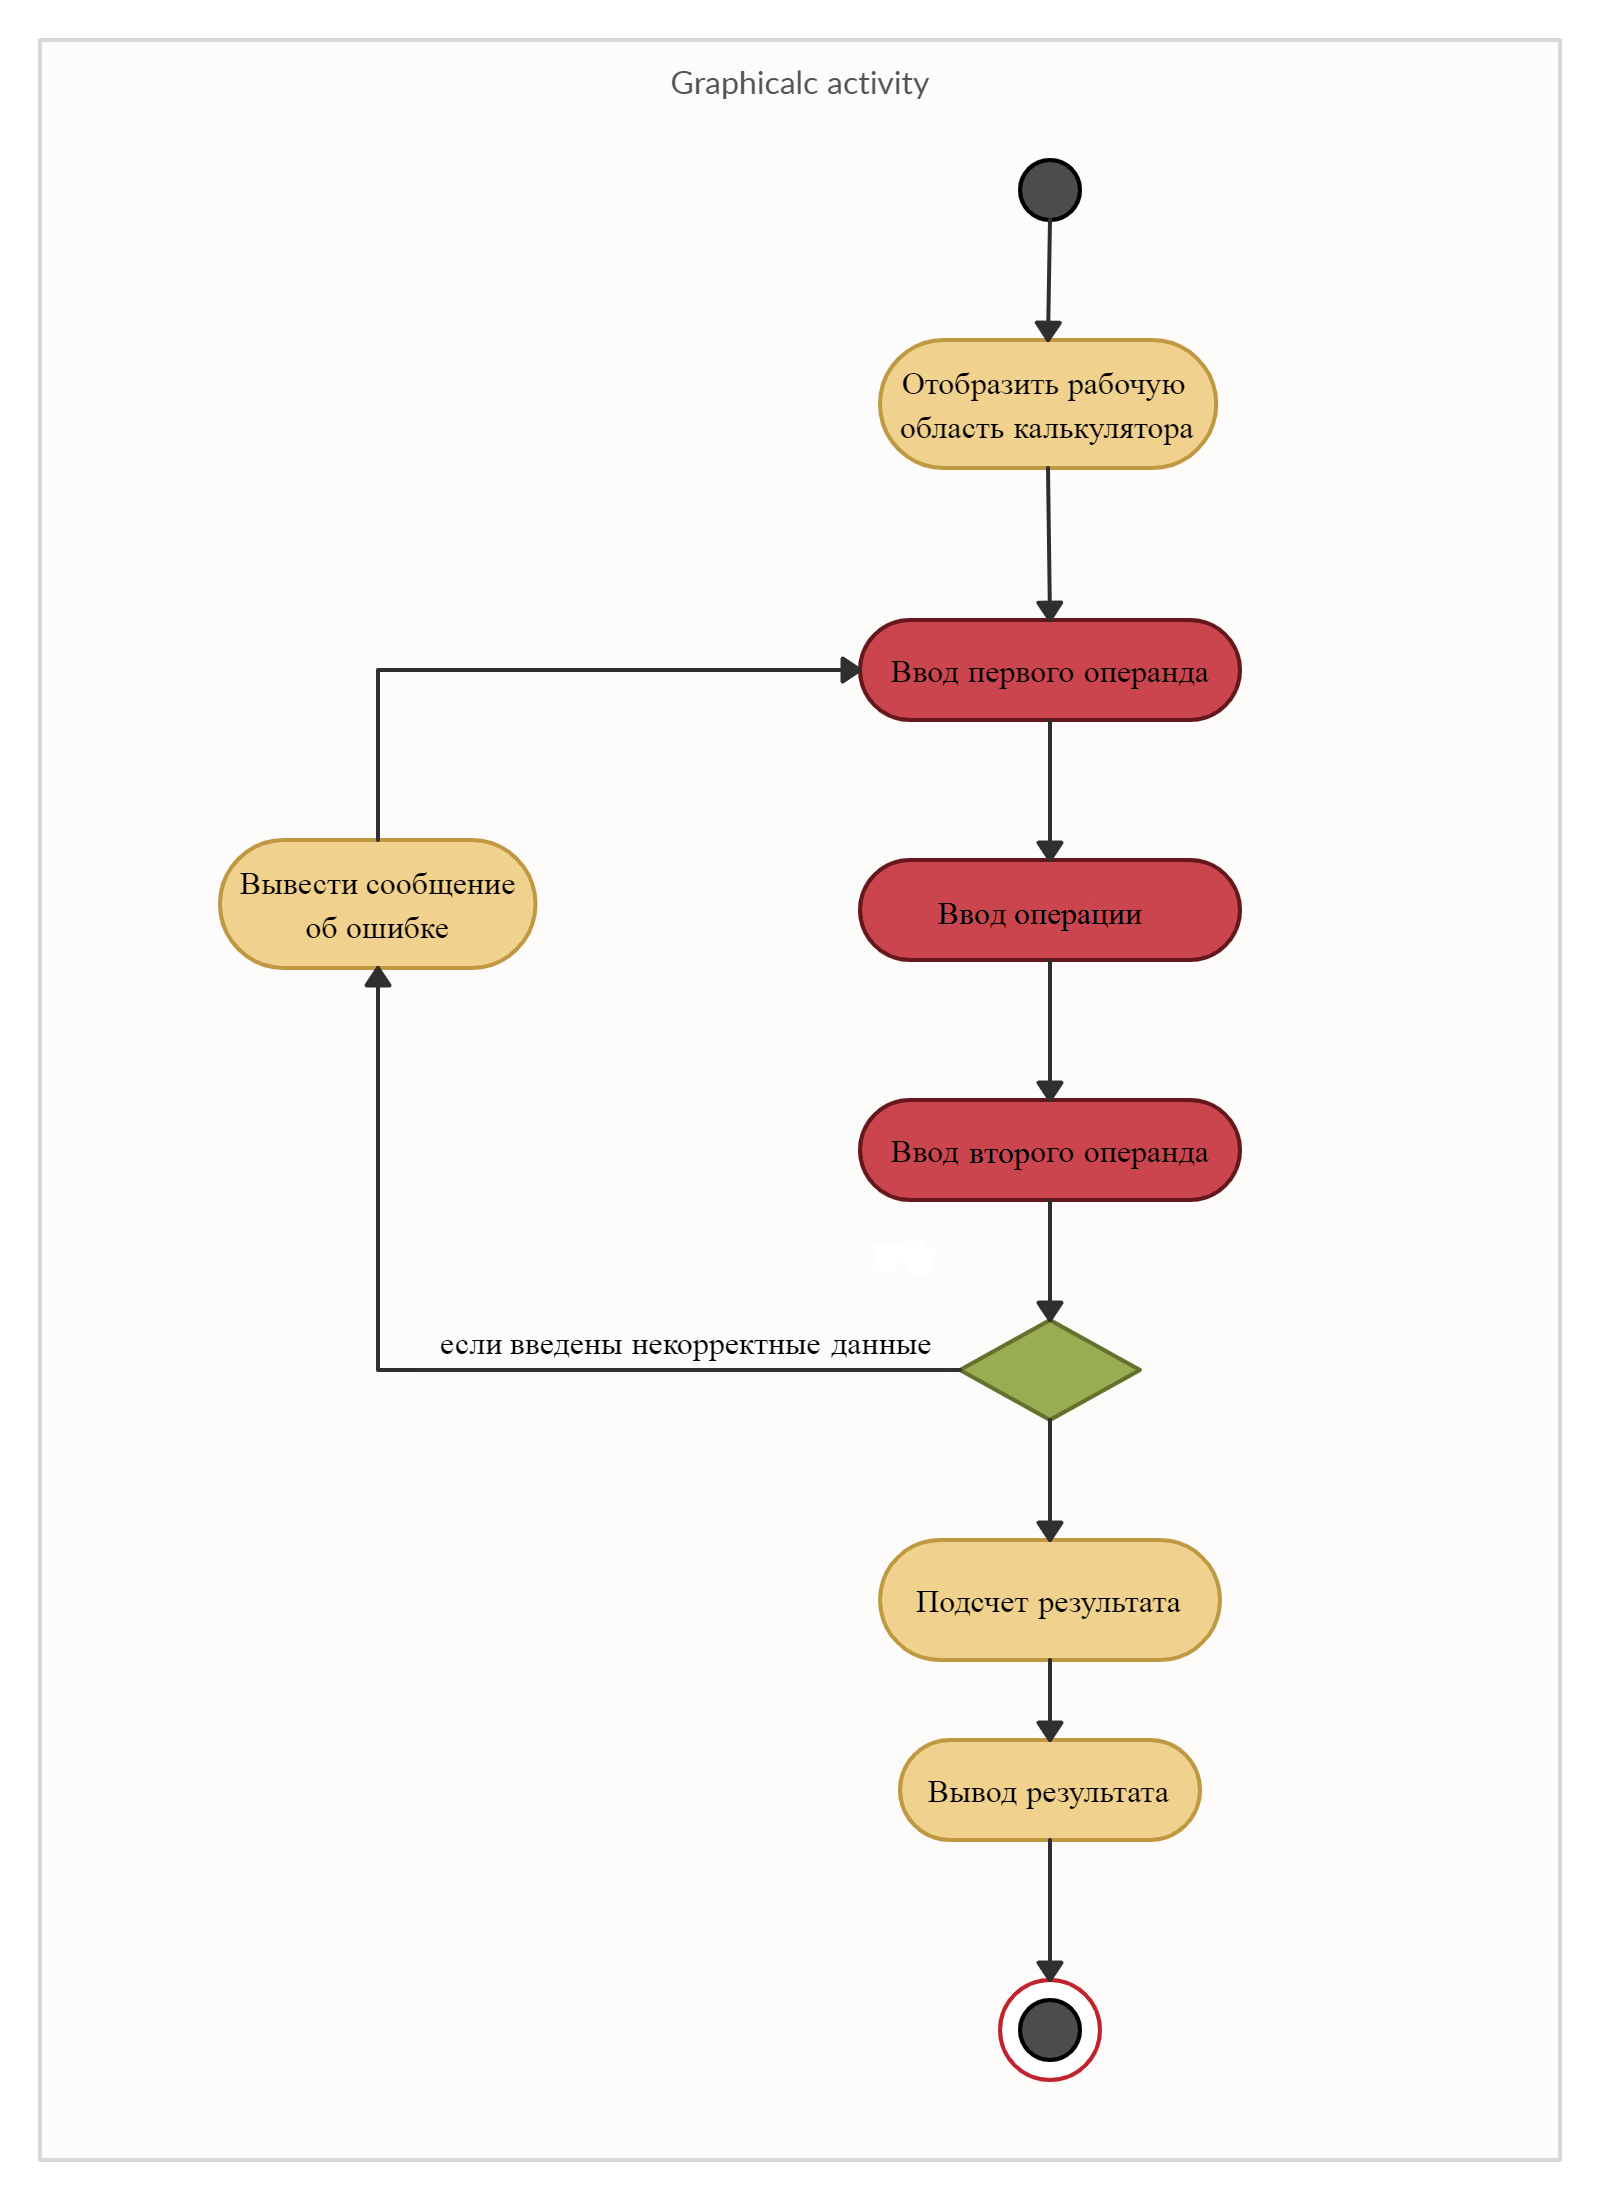 Graphicalc activity
Отобразить рабочую
область калькулятора
Ввод первого операнда
Вывести сообщение
об ошибке
Ввод операции
Ввод второго операнда
если введены некорректные данные
Подсчет результата
Вывод результата